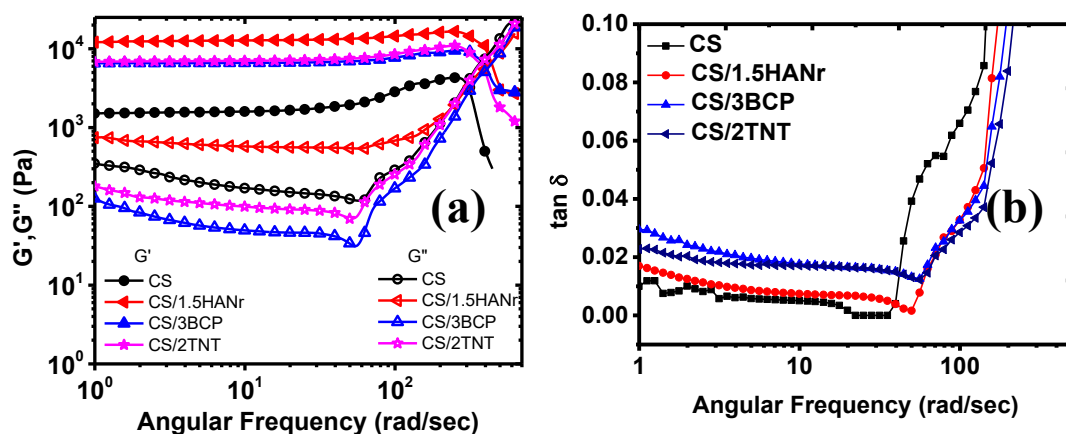 10⁴
10³
10²
10¹
10⁰
G',G'' (Pa)
(a)
G' G"
CS CS
CS/1.5HANr CS/1.5HANr
CS/3BCP CS/3BCP
CS/2TNT CS/2TNT
10⁰ 10¹ 10²
Angular Frequency (rad/sec)
0.10
0.08
0.06
0.04
0.02
0.00
tan δ
CS
CS/1.5HANr
CS/3BCP
CS/2TNT
(b)
1 10 100
Angular Frequency (rad/sec)